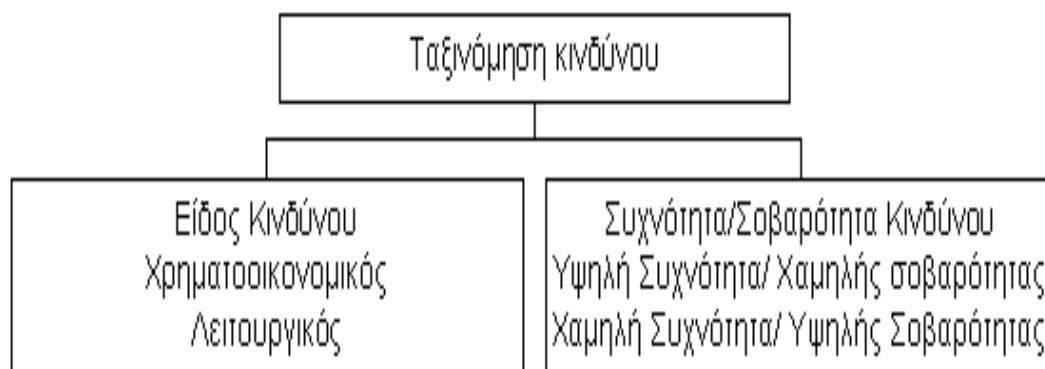 Ταξινόμηση κινδύνου
Είδος Κινδύνου
Χρηματοοικονομικός
Λειτουργικός
Συχνότητα/Σοβαρότητα Κινδύνου
Υψηλή Συχνότητα/ Χαμηλής σοβαρότητας
Χαμηλή Συχνότητα/ Υψηλής Σοβαρότητας